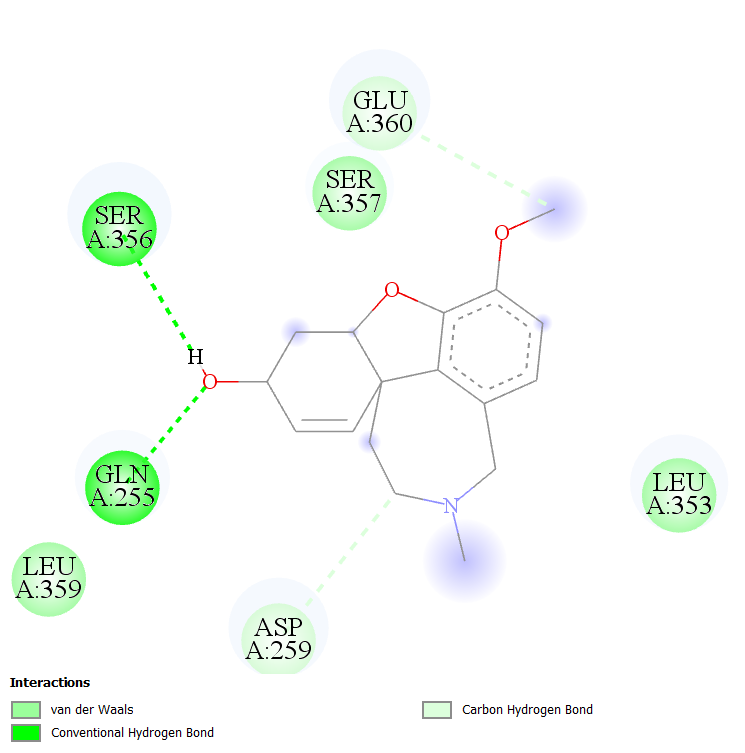 GLU
A:360
SER
A:357
SER
A:356
O
O
H
O
GLN
A:255
LEU
A:353
N
LEU
A:359
ASP
A:259
Interactions
van der Waals
Conventional Hydrogen Bond
Carbon Hydrogen Bond